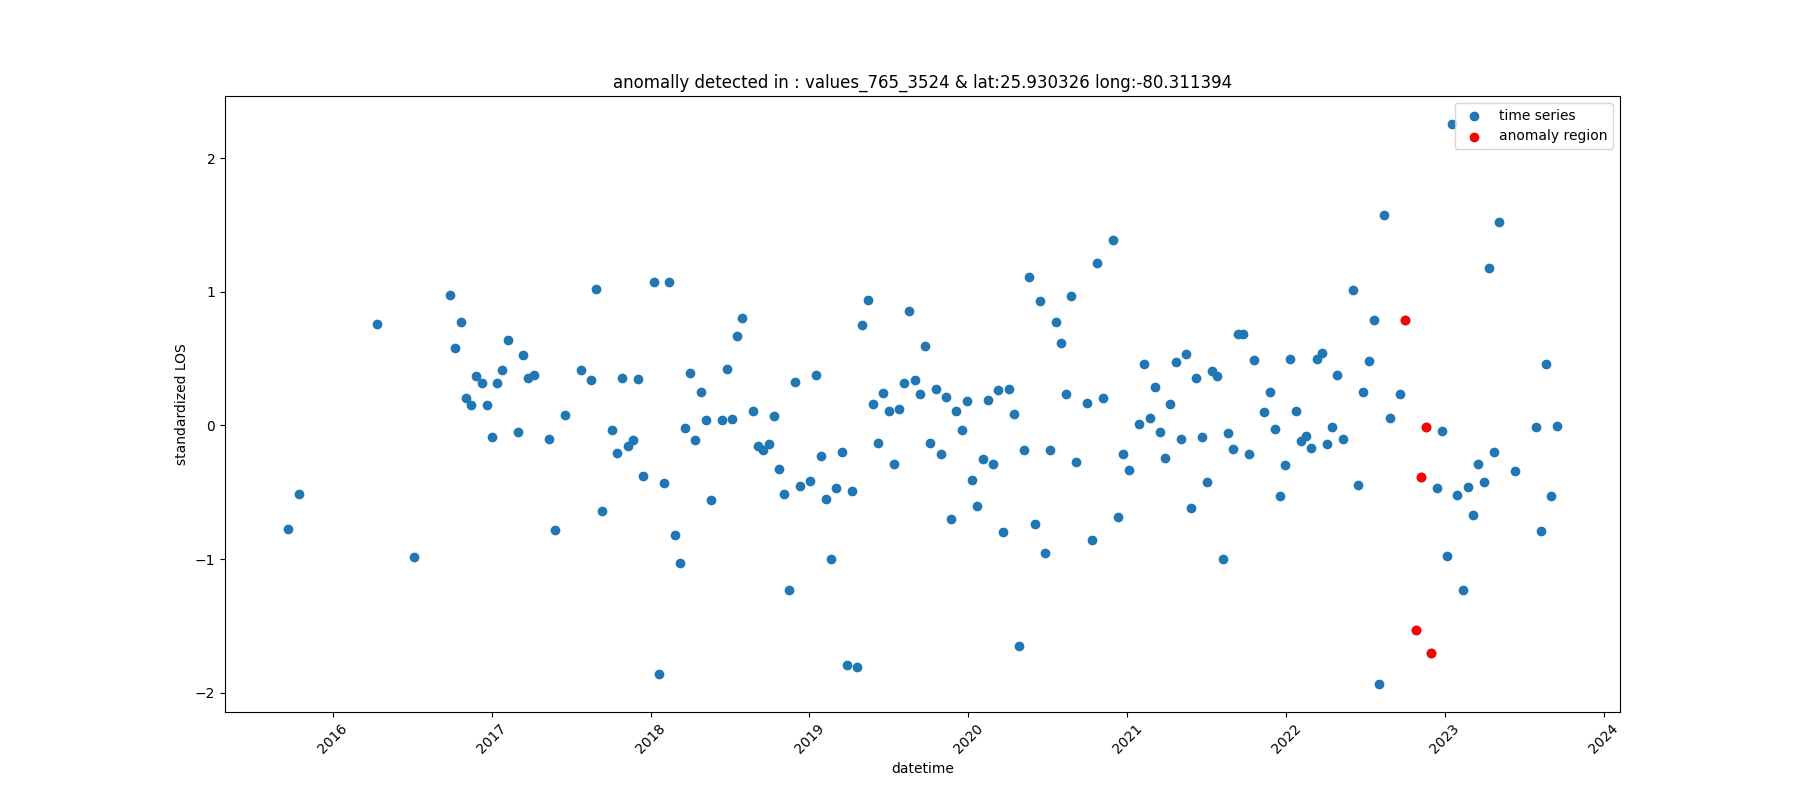 anomally detected in : values_765_3524 & lat:25.930326 long:-80.311394
time series
anomaly region
standardized LOS
2
1
0
−1
−2
2016
2017
2018
2019
2020
2021
2022
2023
2024
datetime